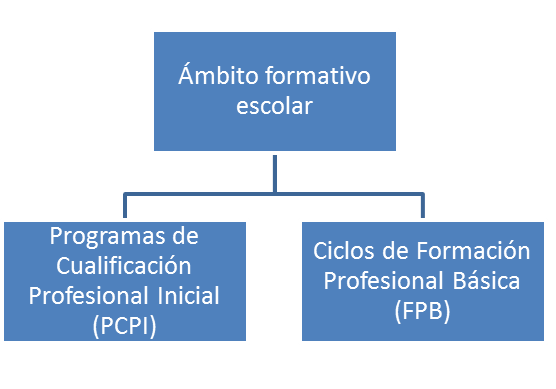 Ámbito formativo
escolar
Programas de
Cualificación
Profesional Inicial
(PCPI)
Ciclos de Formación
Profesional Básica
(FPB)